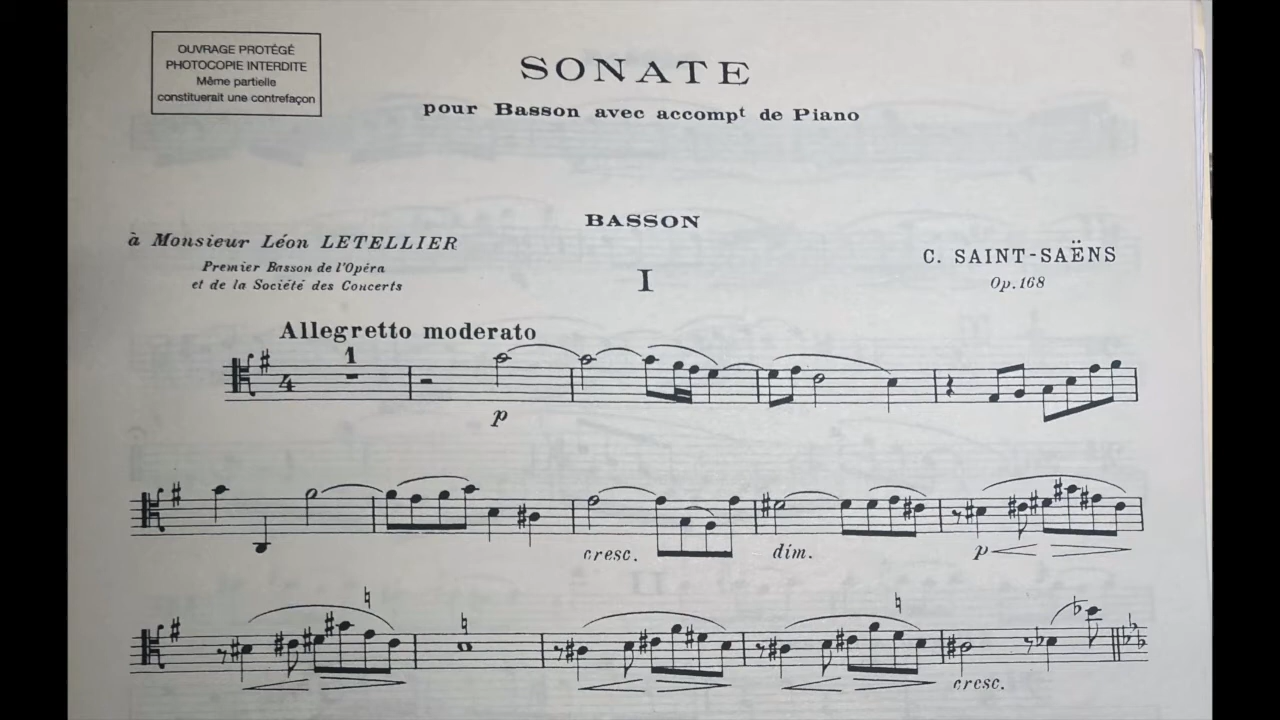 OUVRAGE PROTÉGÉ
PHOTOCOPIE INTERDITE
Même partielle
constituerait une contrefaçon
SONATE
pour Basson avec accompt de Piano
BASSON
à Monsieur Léon LETELLIER
Premier Basson de l'Opéra
et de la Société des Concerts
C. SAINT-SAËNS
Op. 168
I
Allegretto moderato
1
4
p
cresc.
dim.
p
cresc.